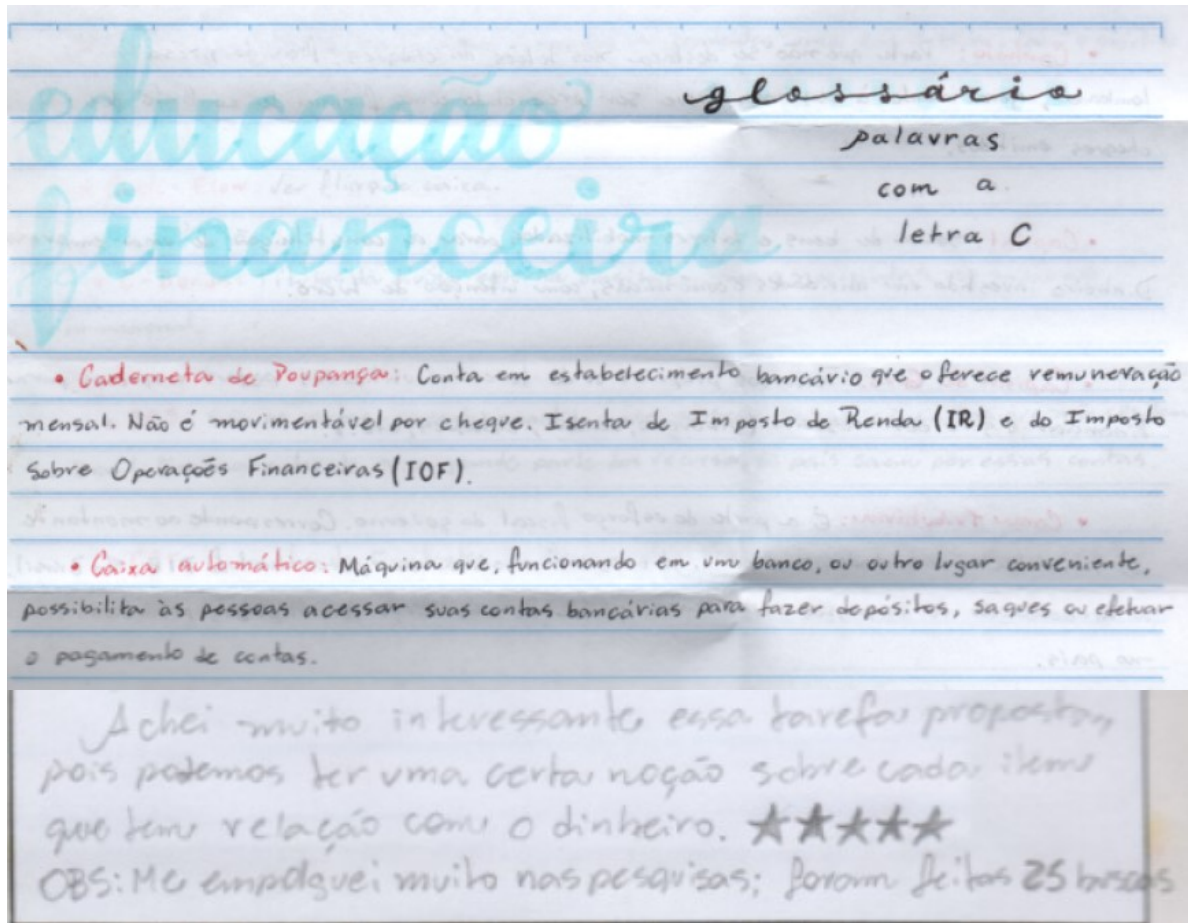 educação
financeira
glossário
palavras
com a
letra C
• Caderneta de Poupança: Conta em estabelecimento bancário que oferece remuneração
mensal. Não é movimentável por cheque. Isenta de Imposto de Renda (IR) e do Imposto
Sobre Operações Financeiras (IOF).
• Caixa automático: Máquina que, funcionando em um banco, ou outro lugar conveniente,
possibilita às pessoas acessar suas contas bancárias para fazer depósitos, saques ou efetuar
o pagamento de contas.
Achei muito interessante essa tarefa proposta,
pois podemos ter uma certa noção sobre cada item
que tem relação com o dinheiro. ★★★★★
OBS: Me empolguei muito nas pesquisas; foram feitas 25 buscas